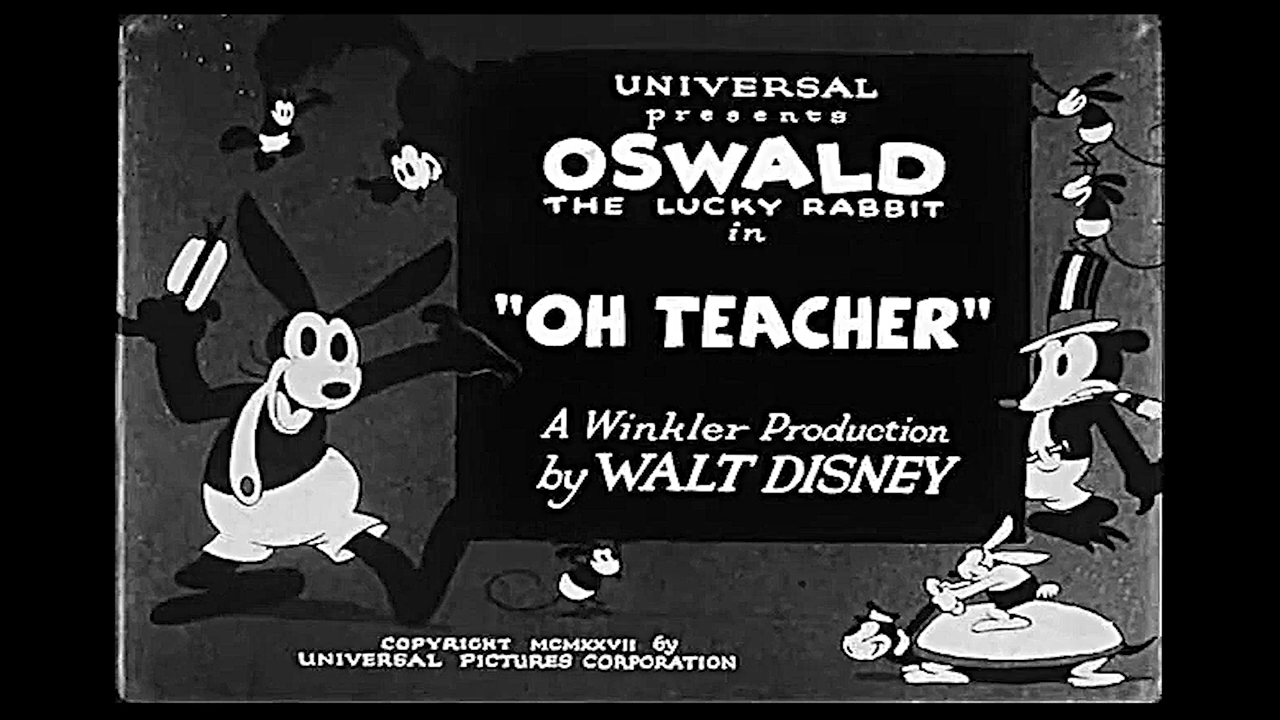 UNIVERSAL
presents
OSWALD
THE LUCKY RABBIT
in
"OH TEACHER"
A Winkler Production
by WALT DISNEY
COPYRIGHT MCMXXVII by
UNIVERSAL PICTURES CORPORATION